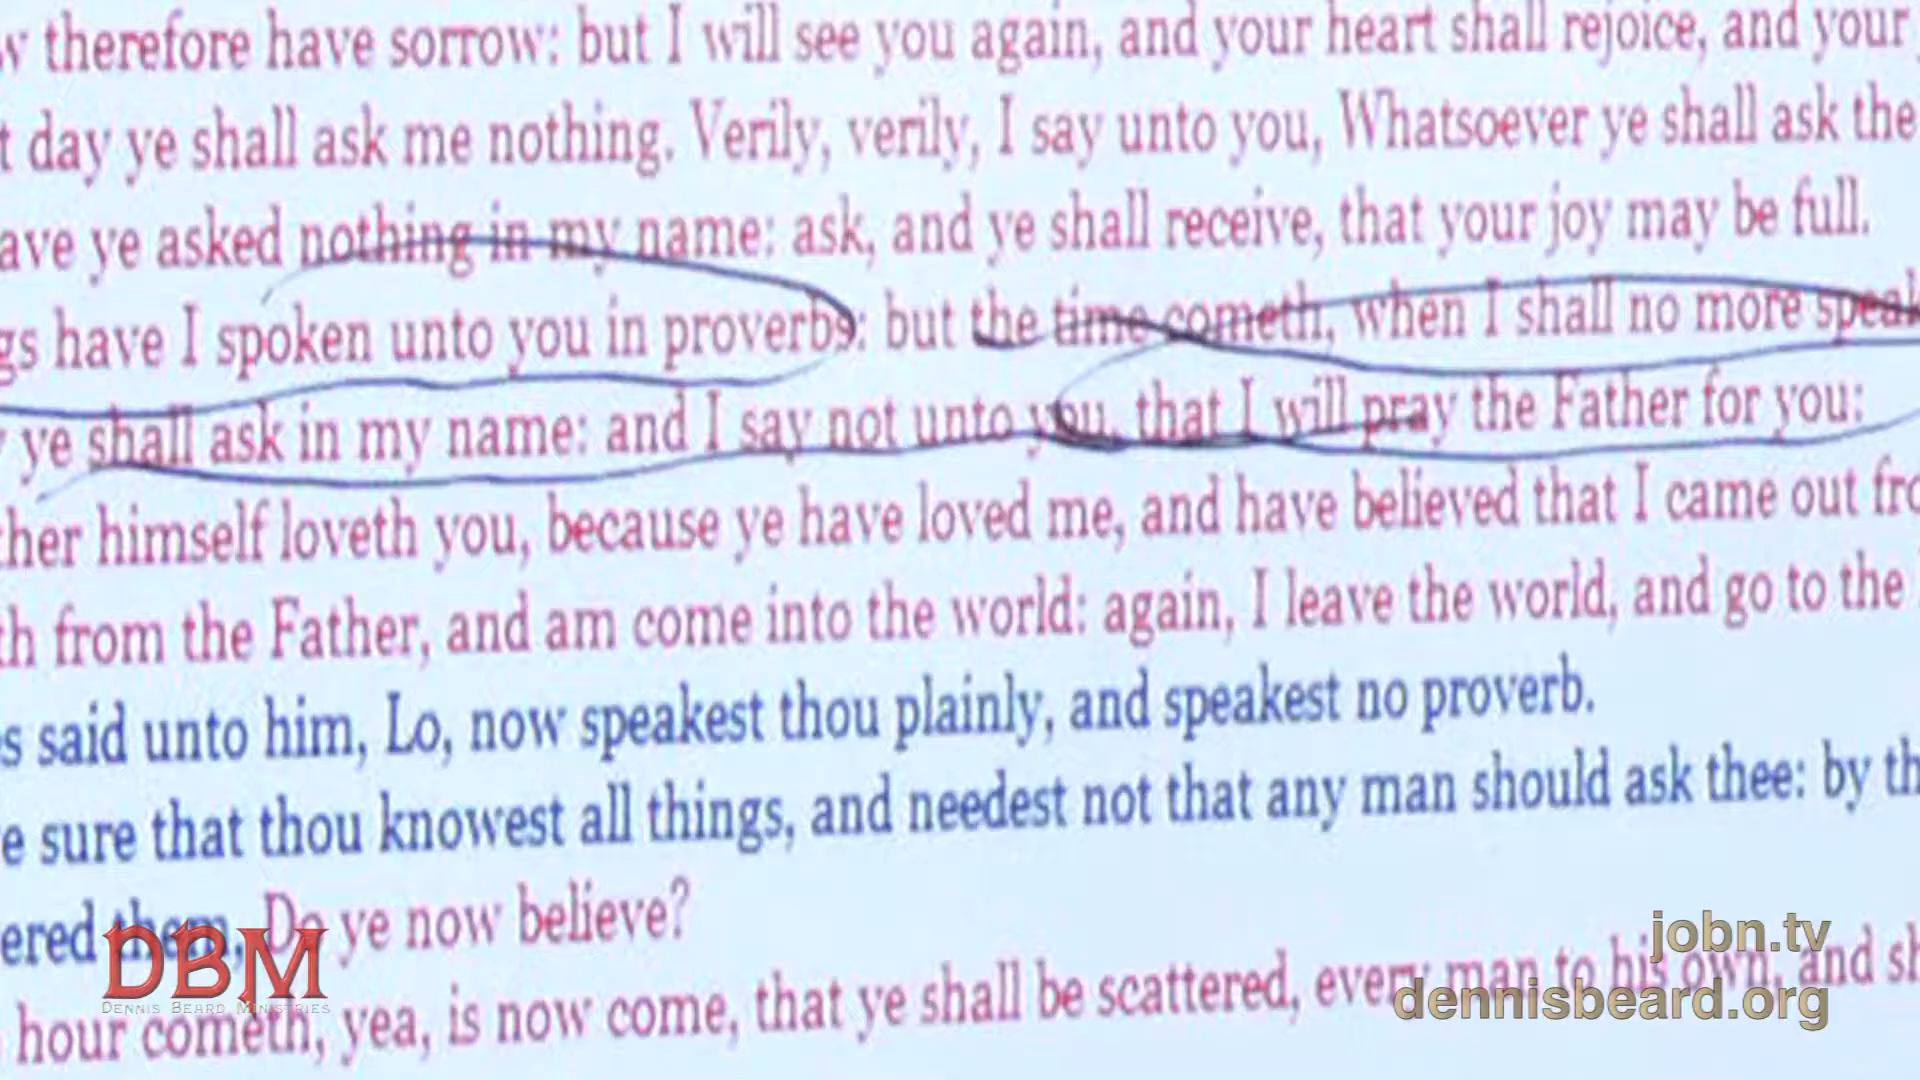 w therefore have sorrow: but I will see you again, and your heart shall rejoice, and your
t day ye shall ask me nothing. Verily, verily, I say unto you, Whatsoever ye shall ask the
ave ye asked nothing in my name: ask, and ye shall receive, that your joy may be full.
gs have I spoken unto you in proverbs: but the time cometh, when I shall no more speak
ye shall ask in my name: and I say not unto you, that I will pray the Father for you:
ther himself loveth you, because ye have loved me, and have believed that I came out fro
th from the Father, and am come into the world: again, I leave the world, and go to the
s said unto him, Lo, now speakest thou plainly, and speakest no proverb.
e sure that thou knowest all things, and needest not that any man should ask thee: by th
ered them, Do ye now believe?
hour cometh, yea, is now come, that ye shall be scattered, every man to his own, and sh
DBM
DENNIS BEARD MINISTRIES
jobn.tv
dennisbeard.org